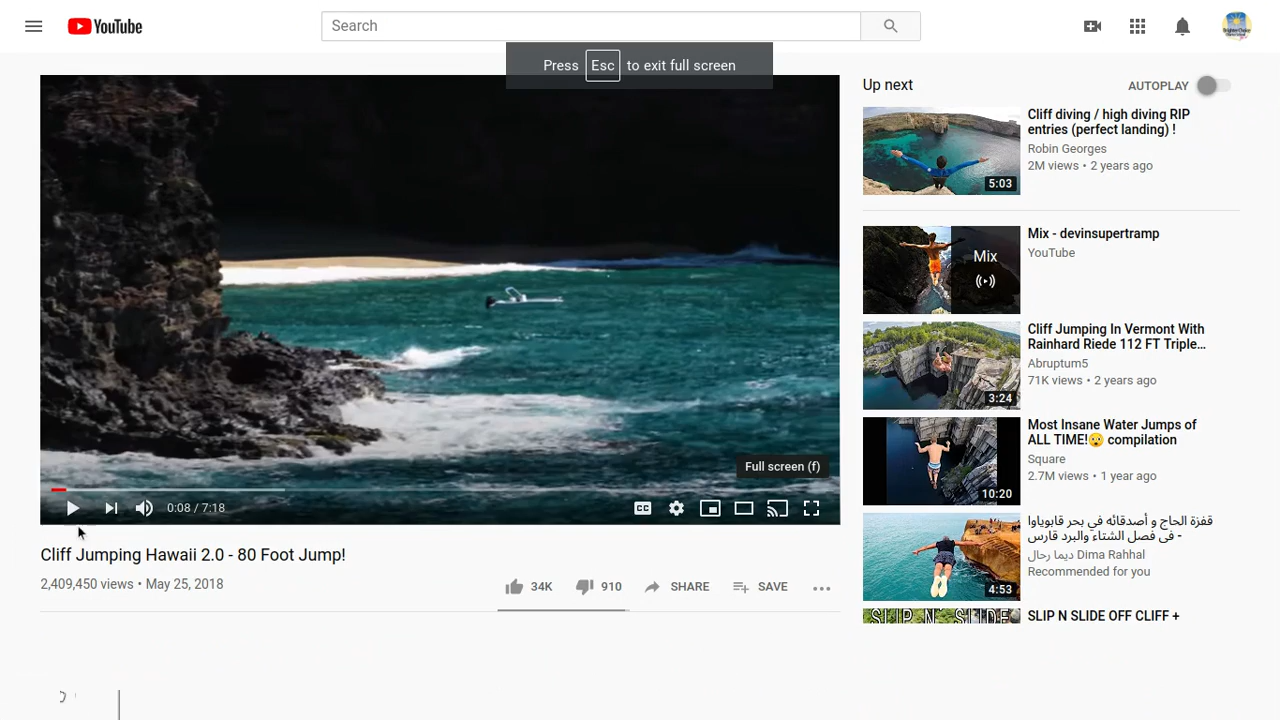 YouTube
Search
Press Esc to exit full screen
Full screen (f)
0:08 / 7:18
Cliff Jumping Hawaii 2.0 - 80 Foot Jump!
2,409,450 views • May 25, 2018
34K
910
SHARE
SAVE
Up next
AUTOPLAY
5:03
Cliff diving / high diving RIP
entries (perfect landing) !
Robin Georges
2M views • 2 years ago
Mix
Mix - devinsupertramp
YouTube
3:24
Cliff Jumping In Vermont With
Rainhard Riede 112 FT Triple…
Abruptum5
71K views • 2 years ago
10:20
Most Insane Water Jumps of
ALL TIME!😮 compilation
Square
2.7M views • 1 year ago
4:53
قفزة الحاج و أصدقائه في بحر قابوياوا
- في فصل الشتاء والبرد قارس
ديما رحال Dima Rahhal
Recommended for you
SLIP N SLIDE
SLIP N SLIDE OFF CLIFF +